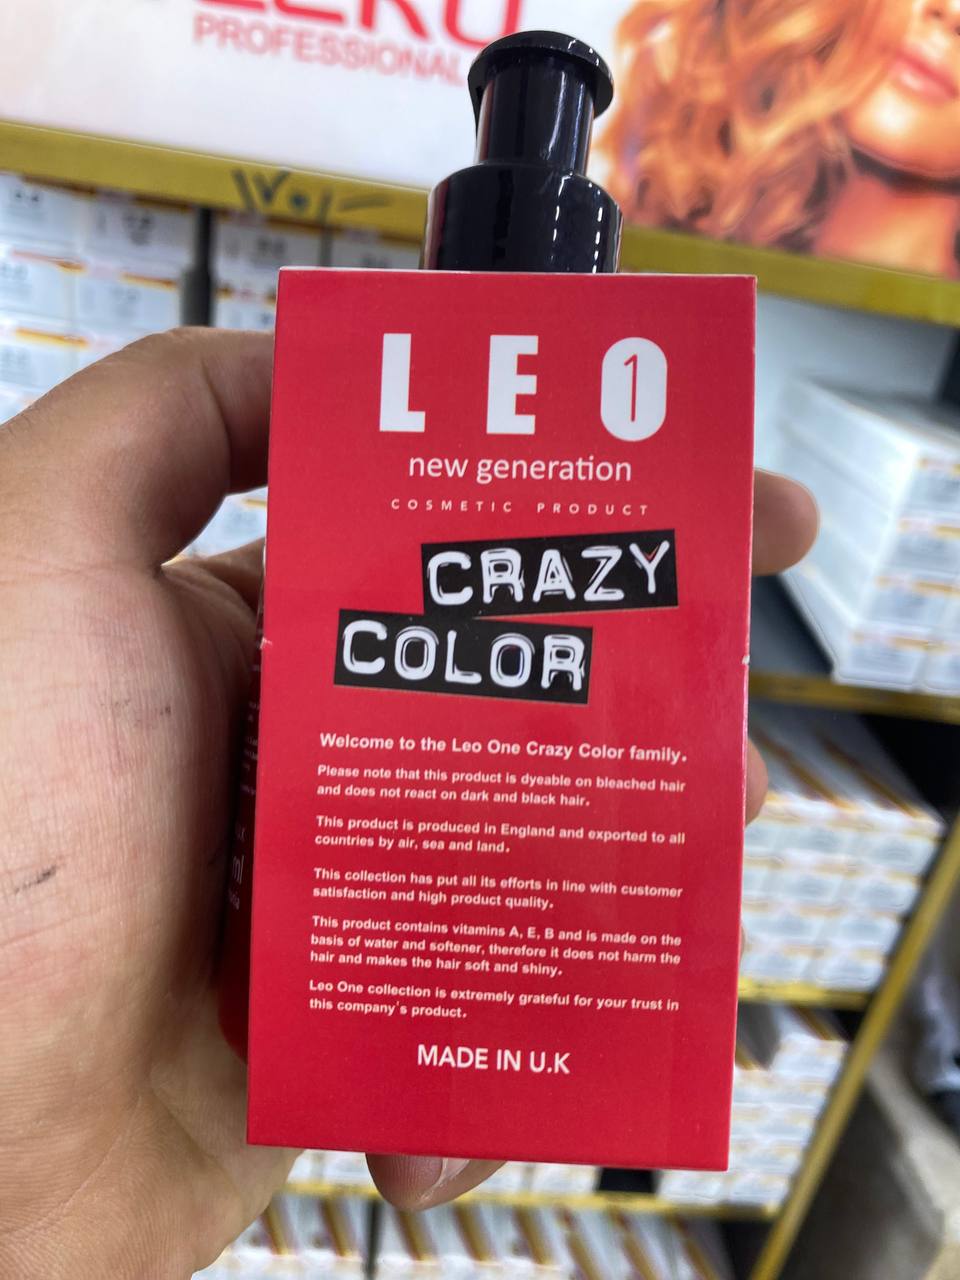 PROFESSIONAL
LEO
1
new generation
COSMETIC PRODUCT
CRAZY
COLOR
Welcome to the Leo One Crazy Color family.
Please note that this product is dyeable on bleached hair
and does not react on dark and black hair.
This product is produced in England and exported to all
countries by air, sea and land.
This collection has put all its efforts in line with customer
satisfaction and high product quality.
This product contains vitamins A, E, B and is made on the
basis of water and softener, therefore it does not harm the
hair and makes the hair soft and shiny.
Leo One collection is extremely grateful for your trust in
this company's product.
MADE IN U.K
ml